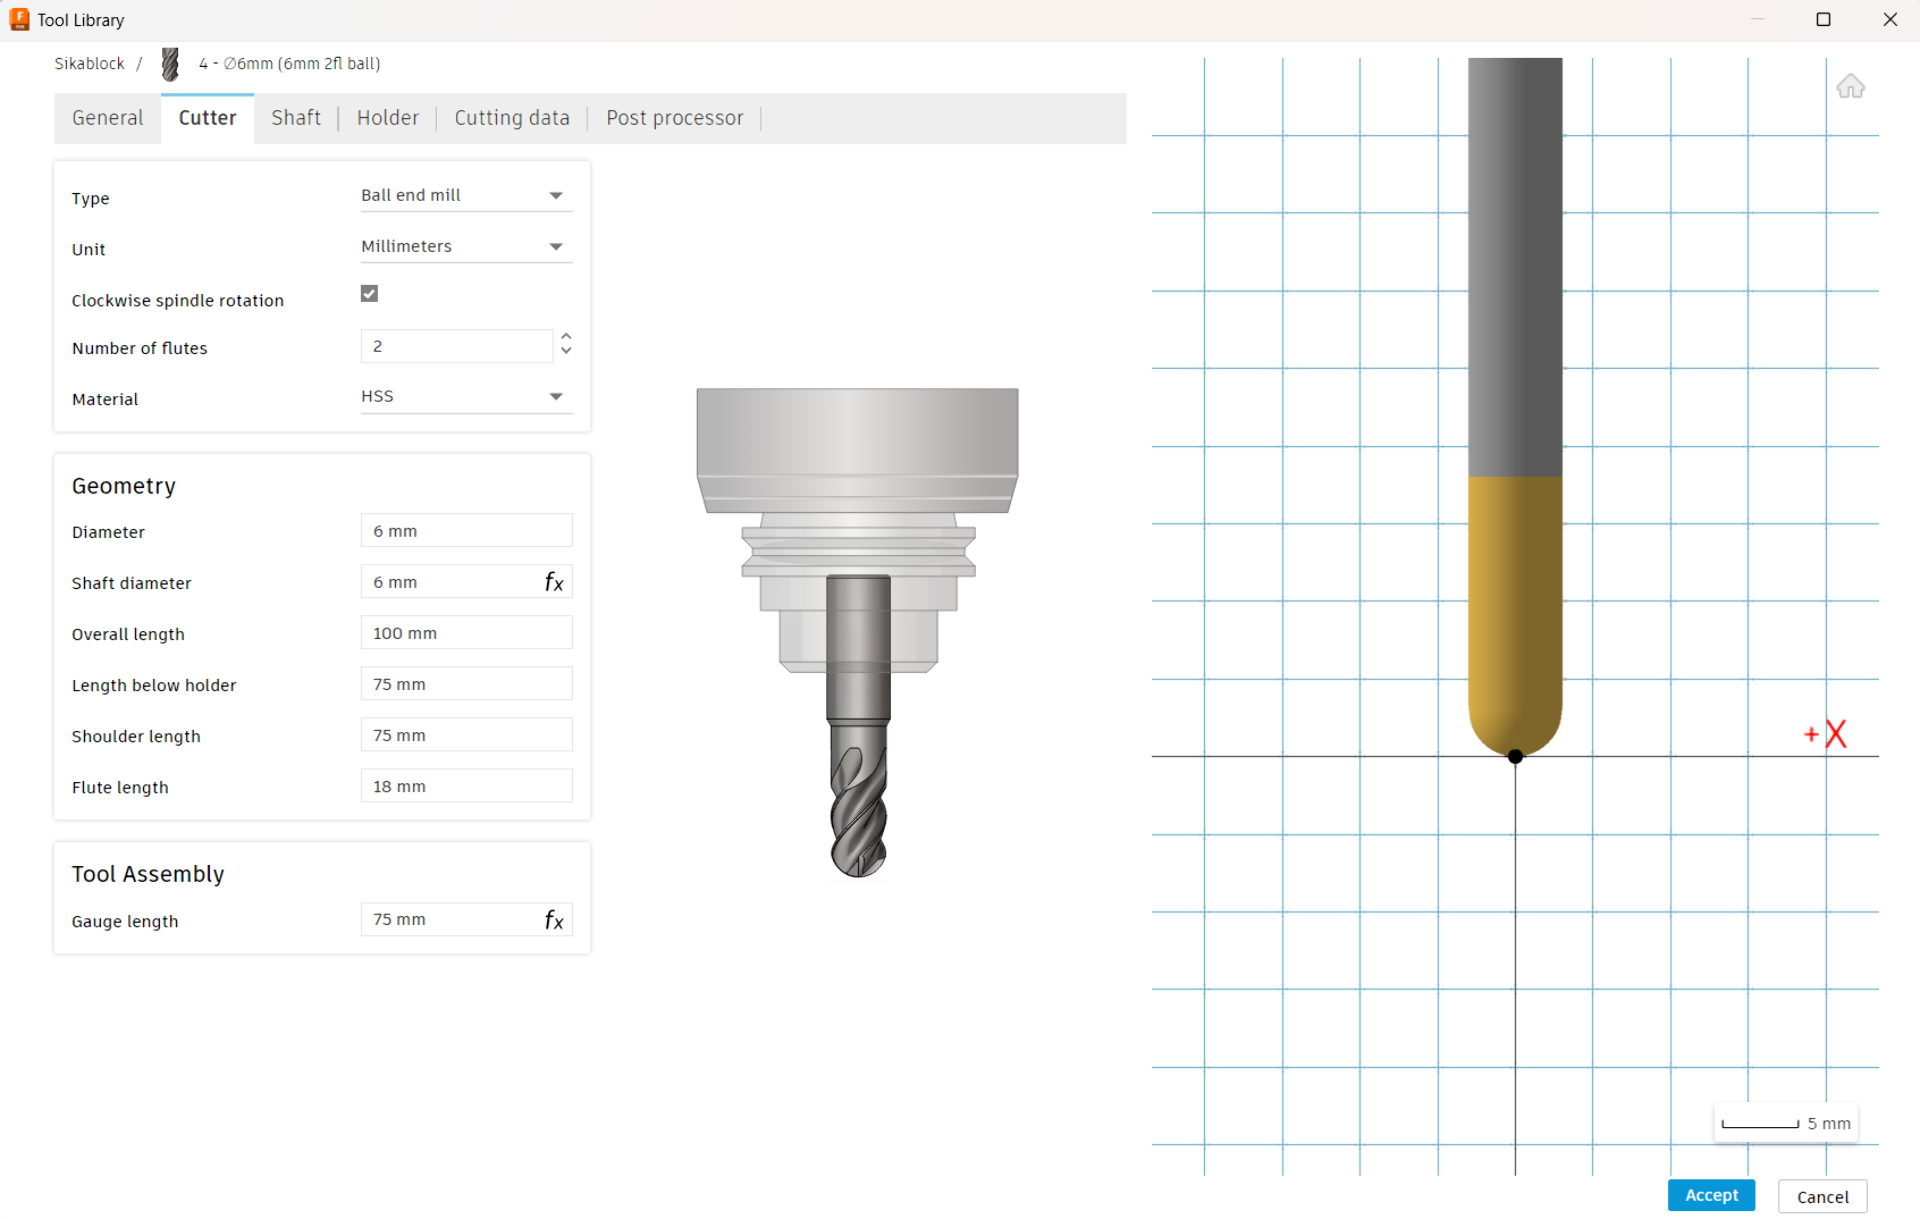 Tool Library
Sikablock / 4 - ∅6mm (6mm 2fl ball)
General Cutter Shaft Holder Cutting data Post processor
Type Ball end mill
Unit Millimeters
Clockwise spindle rotation
Number of flutes 2
Material HSS
Geometry
Diameter 6 mm
Shaft diameter 6 mm fx
Overall length 100 mm
Length below holder 75 mm
Shoulder length 75 mm
Flute length 18 mm
Tool Assembly
Gauge length 75 mm fx
+X
5 mm
Accept Cancel